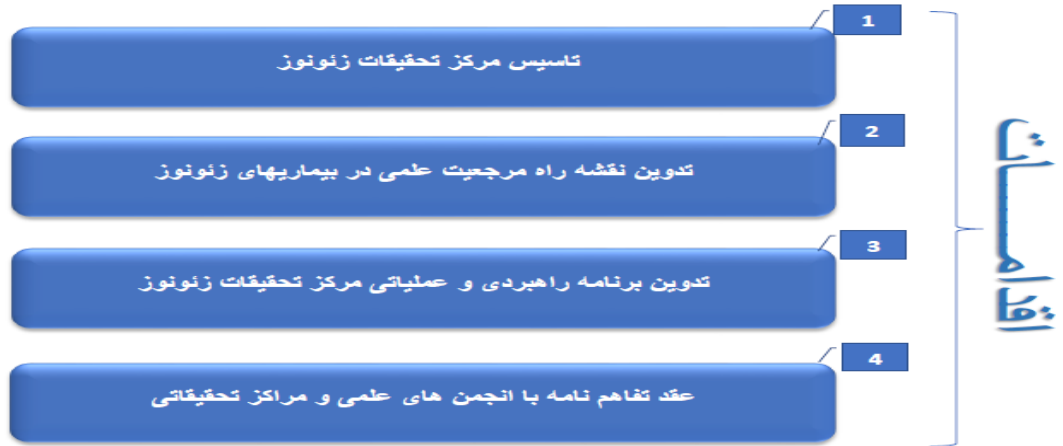 اقدامـــــات
1
تاسیس مرکز تحقیقات زئونوز
2
تدوین نقشه راه مرجعیت علمی در بیماریهای زئونوز
3
تدوین برنامه راهبردی و عملیاتی مرکز تحقیقات زئونوز
4
عقد تفاهم نامه با انجمن های علمی و مراکز تحقیقاتی